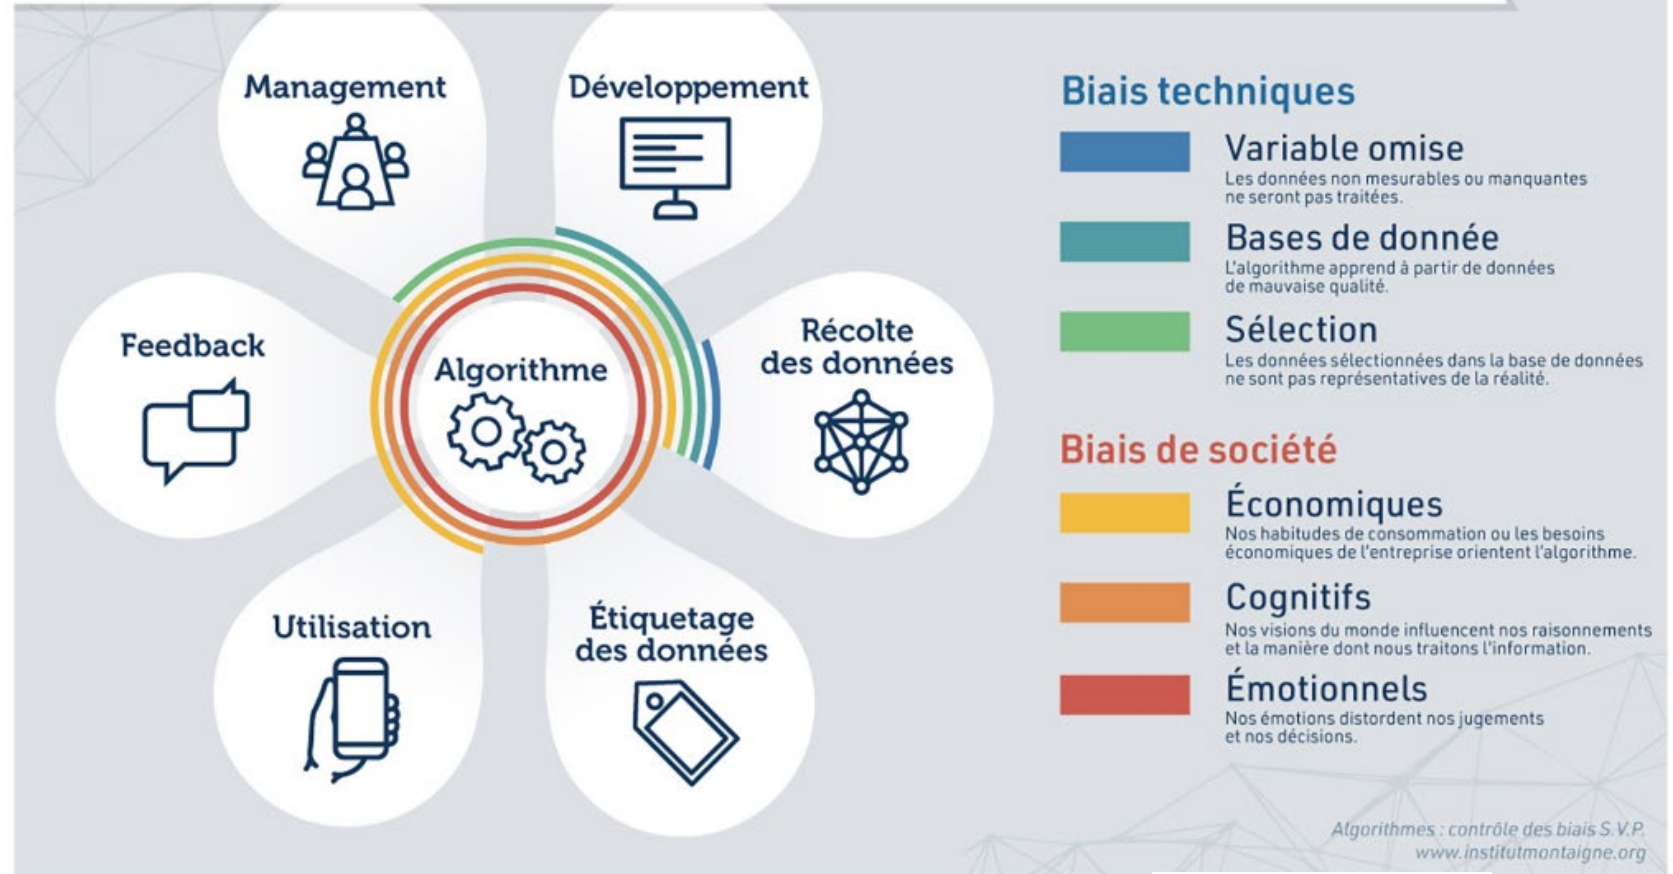 Management
Développement
Feedback
Algorithme
Récolte
des données
Utilisation
Étiquetage
des données
Biais techniques
Variable omise
Les données non mesurables ou manquantes
ne seront pas traitées.
Bases de donnée
L'algorithme apprend à partir de données
de mauvaise qualité.
Sélection
Les données sélectionnées dans la base de données
ne sont pas représentatives de la réalité.
Biais de société
Économiques
Nos habitudes de consommation ou les besoins
économiques de l'entreprise orientent l'algorithme.
Cognitifs
Nos visions du monde influencent nos raisonnements
et la manière dont nous traitons l'information.
Émotionnels
Nos émotions distordent nos jugements
et nos décisions.
Algorithmes : contrôle des biais S.V.P.
www.institutmontaigne.org